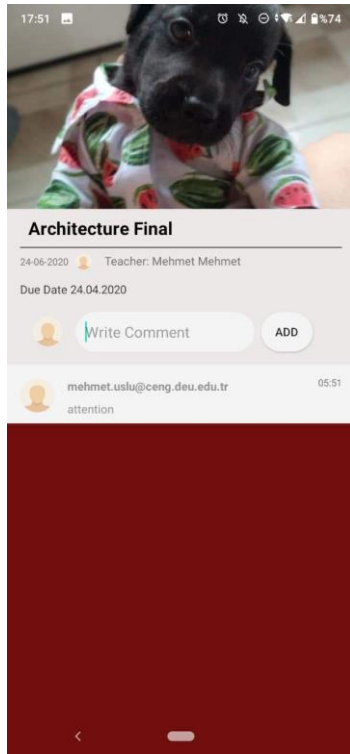 17:51 %74
Architecture Final
24-06-2020 Teacher: Mehmet Mehmet
Due Date 24.04.2020
Write Comment ADD
mehmet.uslu@ceng.deu.edu.tr 05:51
attention